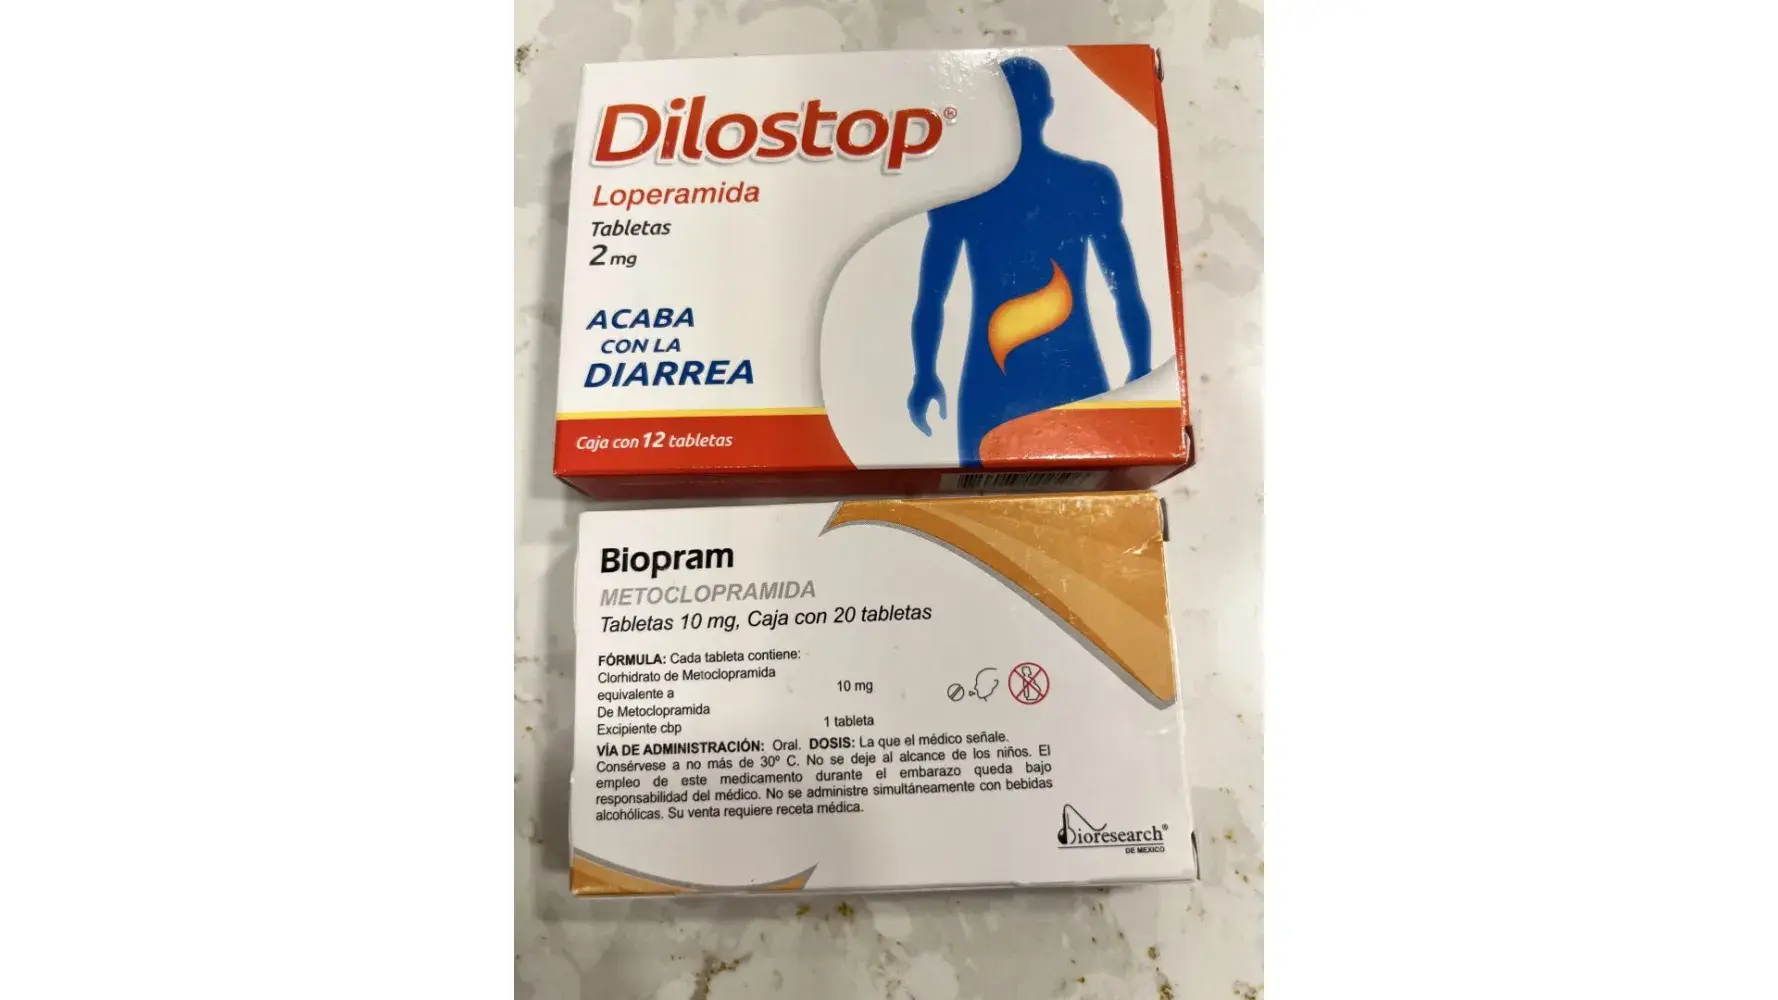 Dilostop®
Loperamida
Tabletas
2 mg
ACABA
CON LA
DIARREA
Caja con 12 tabletas
Biopram
METOCLOPRAMIDA
Tabletas 10 mg, Caja con 20 tabletas
FÓRMULA: Cada tableta contiene:
Clorhidrato de Metoclopramida
equivalente a 10 mg
De Metoclopramida
Excipiente cbp 1 tableta
VÍA DE ADMINISTRACIÓN: Oral. DOSIS: La que el médico señale.
Consérvese a no más de 30º C. No se deje al alcance de los niños. El
empleo de este medicamento durante el embarazo queda bajo
responsabilidad del médico. No se administre simultáneamente con bebidas
alcohólicas. Su venta requiere receta médica.
Bioresearch®
DE MEXICO